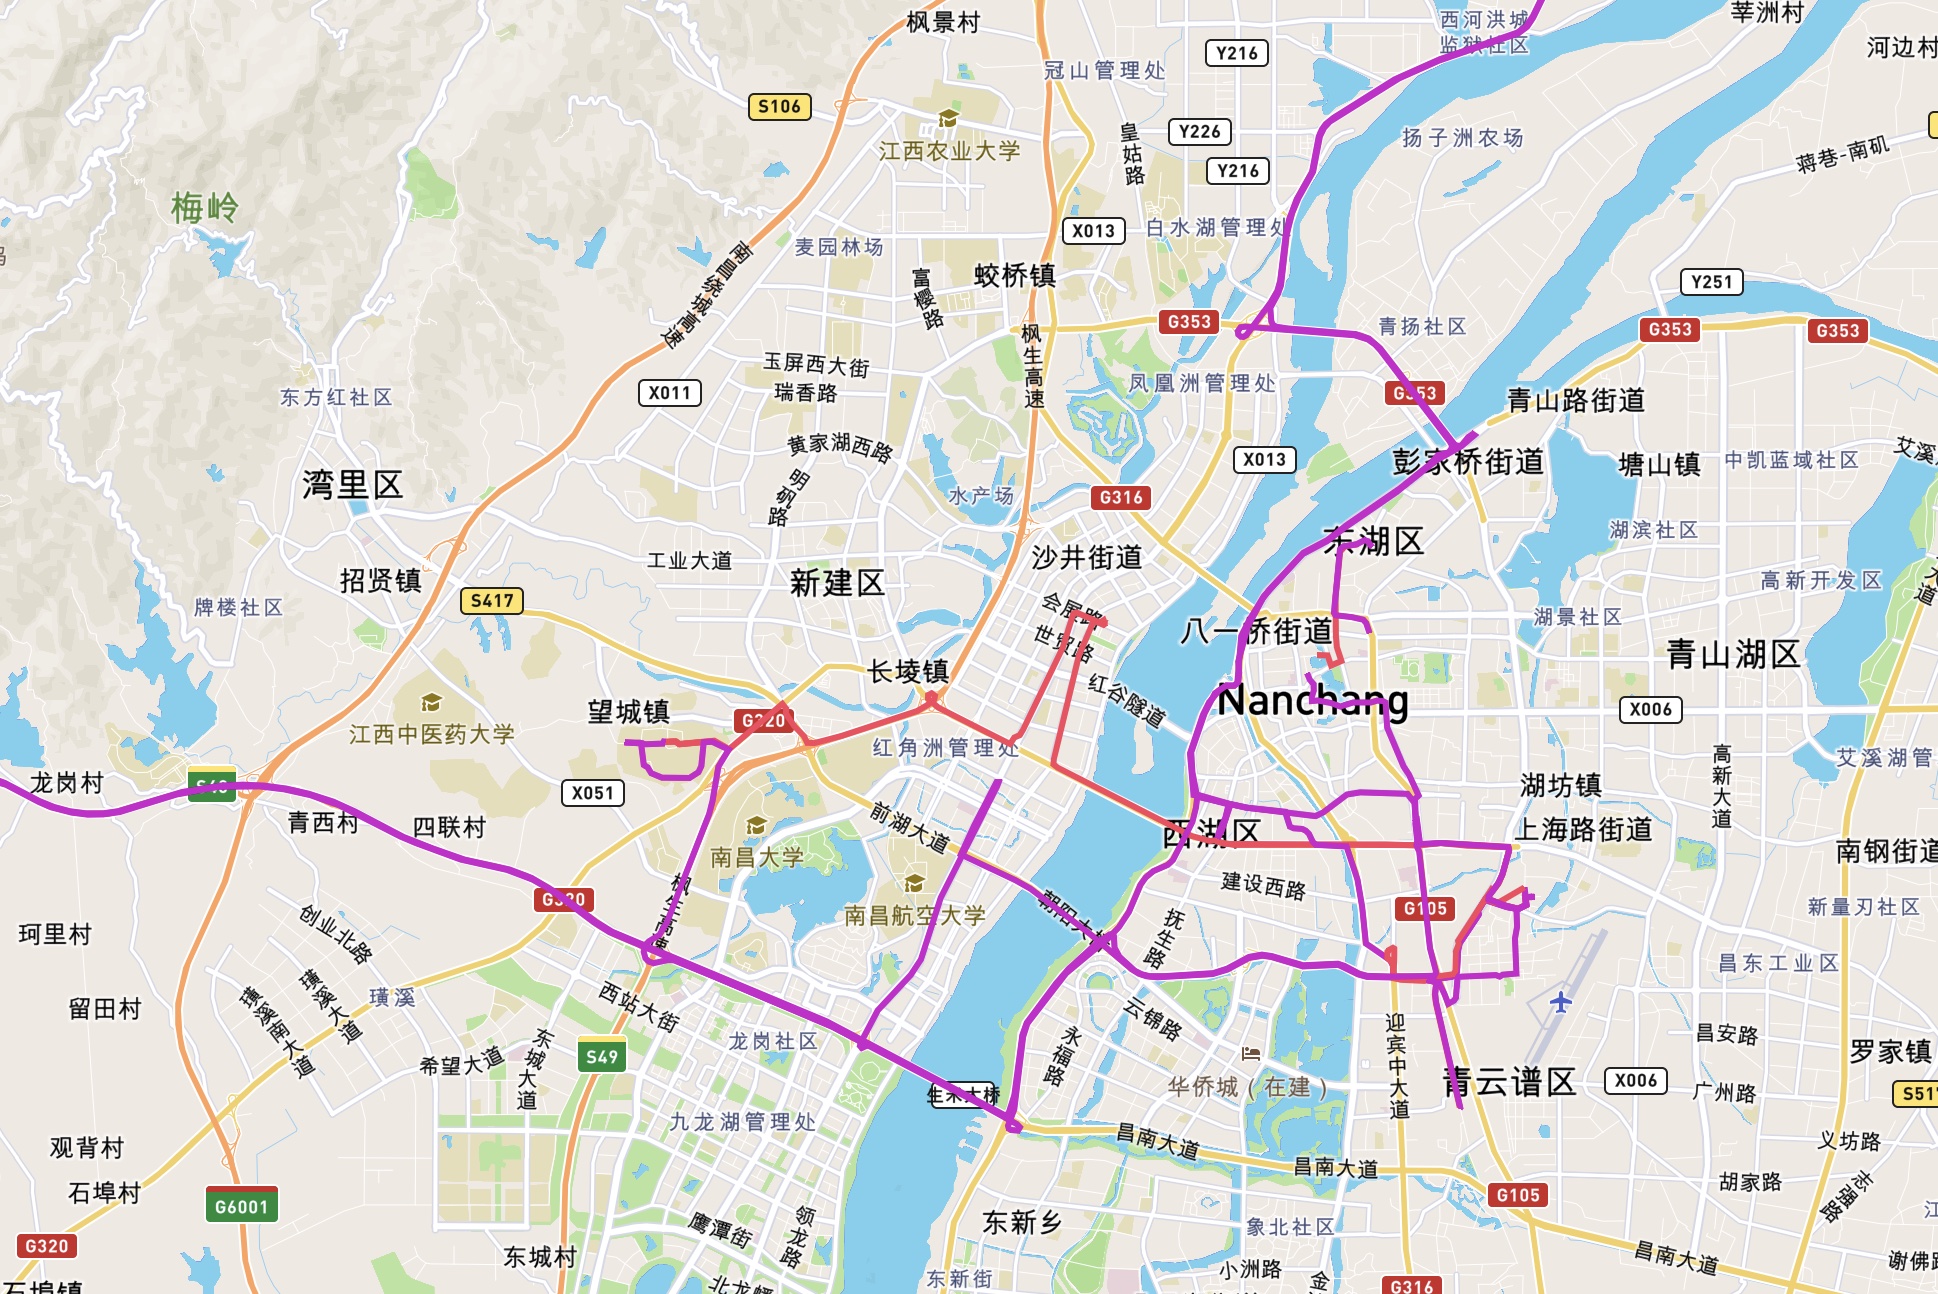 枫景村
西河洪城
监狱社区
莘洲村
河边村
Y216
冠山管理处
S106
江西农业大学
皇姑路
Y226
Y216
扬子洲农场
蒋巷-南矶
梅岭
麦园林场
X013
白水湖管理处
南昌绕城高速
富樱路
蛟桥镇
Y251
G353
枫生高速
青扬社区
G353
G353
玉屏西大街
瑞香路
X011
东方红社区
凤凰洲管理处
G353
青山路街道
黄家湖西路
明矾路
X013
彭家桥街道
塘山镇
中凯蓝域社区
艾溪
湾里区
水产场
G316
东湖区
湖滨社区
工业大道
沙井街道
招贤镇
新建区
高新开发区
大道
S417
牌楼社区
会展路
世贸路
八一桥街道
湖景社区
青山湖区
长堎镇
红谷隧道
Nanchang
X006
望城镇
G320
江西中医药大学
红角洲管理处
艾溪湖管
高新大道
龙岗村
S49
X051
湖坊镇
青西村
四联村
前湖大道
西湖区
上海路街道
南昌大学
南钢街道
枫生高速
建设西路
G320
南昌航空大学
朝阳大桥
抚生路
G105
新量刃社区
珂里村
创业北路
昌东工业区
璜溪大道
璜溪
璜溪南大道
西站大街
云锦路
留田村
龙岗社区
永福路
迎宾中大道
昌安路
希望大道
东城大道
S49
罗家镇
华侨城（在建）
青云谱区
X006
广州路
生米大桥
S517
九龙湖管理处
昌南大道
昌南大道
义坊路
观背村
石埠村
胡家路
志强路
G6001
G105
东新乡
象北社区
鹰潭街
领龙路
G320
东城村
昌南大道
谢佛路
东新街
小洲路
G316
石埠镇